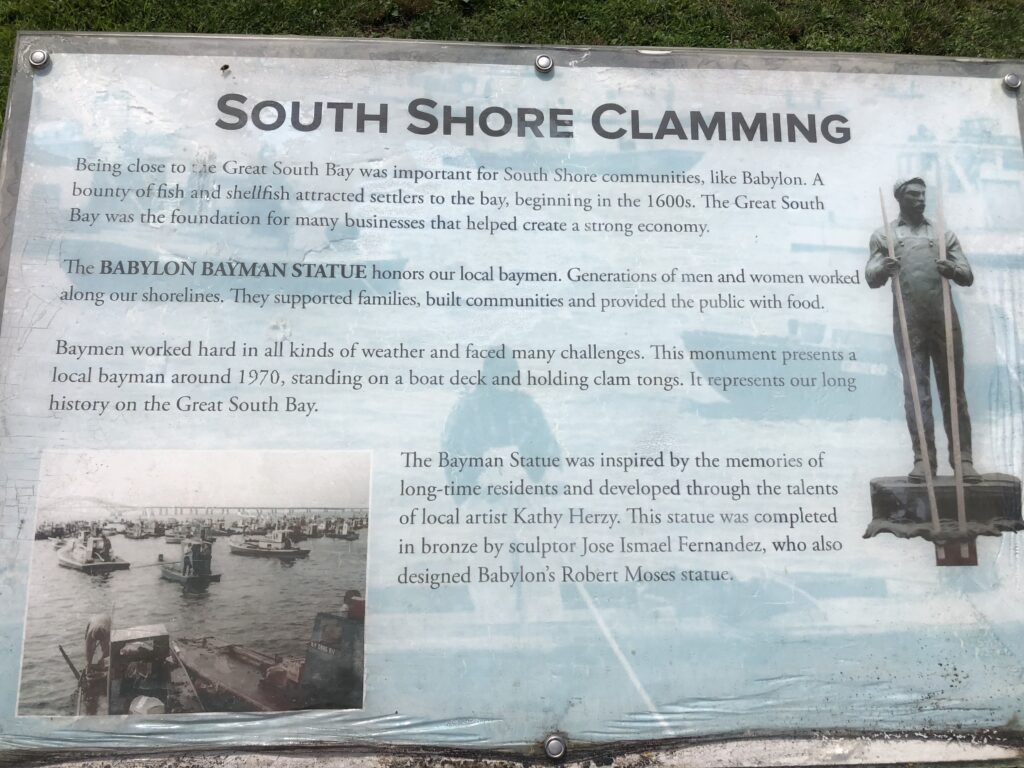 SOUTH SHORE CLAMMING
Being close to the Great South Bay was important for South Shore communities, like Babylon. A
bounty of fish and shellfish attracted settlers to the bay, beginning in the 1600s. The Great South
Bay was the foundation for many businesses that helped create a strong economy.
The BABYLON BAYMAN STATUE honors our local baymen. Generations of men and women worked
along our shorelines. They supported families, built communities and provided the public with food.
Baymen worked hard in all kinds of weather and faced many challenges. This monument presents a
local bayman around 1970, standing on a boat deck and holding clam tongs. It represents our long
history on the Great South Bay.
The Bayman Statue was inspired by the memories of
long-time residents and developed through the talents
of local artist Kathy Herzy. This statue was completed
in bronze by sculptor Jose Ismael Fernandez, who also
designed Babylon's Robert Moses statue.